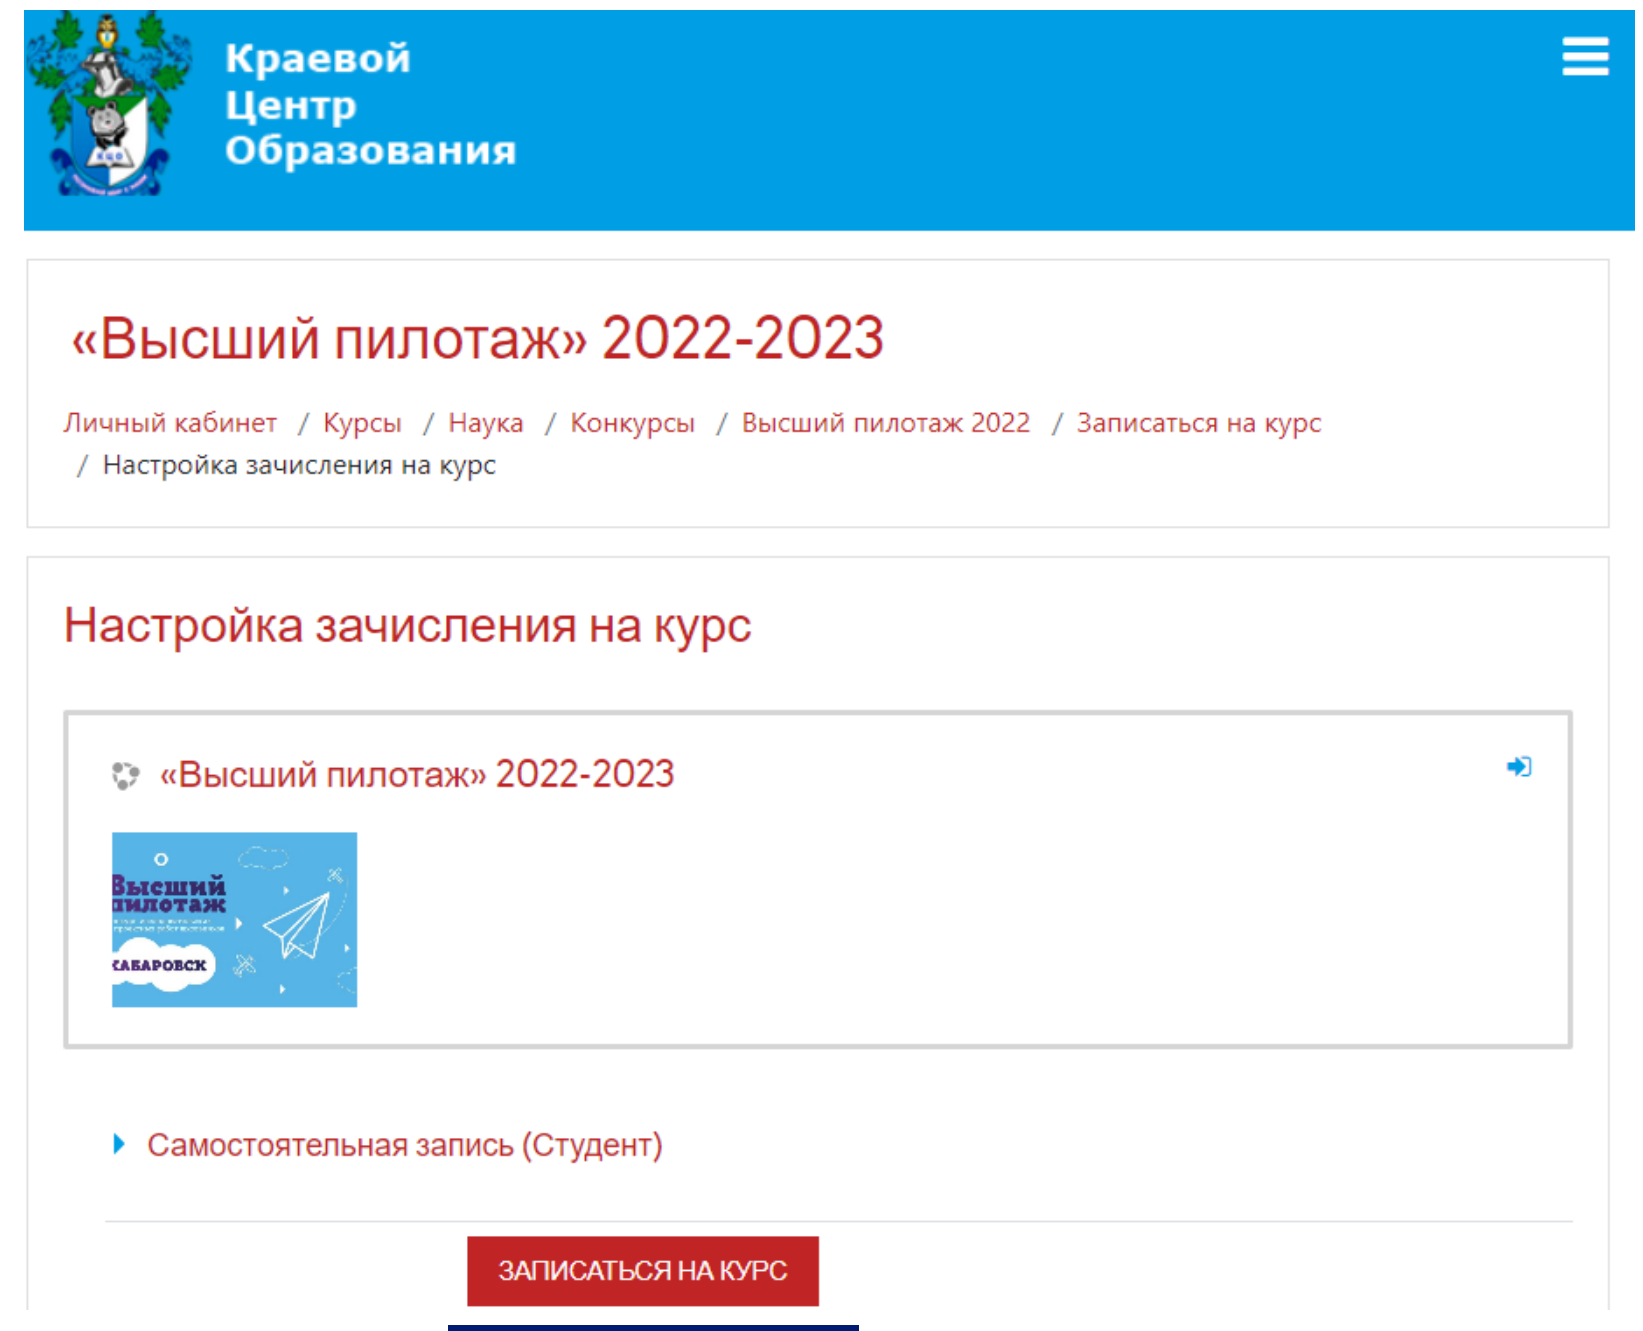 Краевой
Центр
Образования
КЦО
«Высший пилотаж» 2022-2023
Личный кабинет / Курсы / Наука / Конкурсы / Высший пилотаж 2022 / Записаться на курс
/ Настройка зачисления на курс
Настройка зачисления на курс
«Высший пилотаж» 2022-2023
Высший
пилотаж
ХАБАРОВСК
Самостоятельная запись (Студент)
ЗАПИСАТЬСЯ НА КУРС